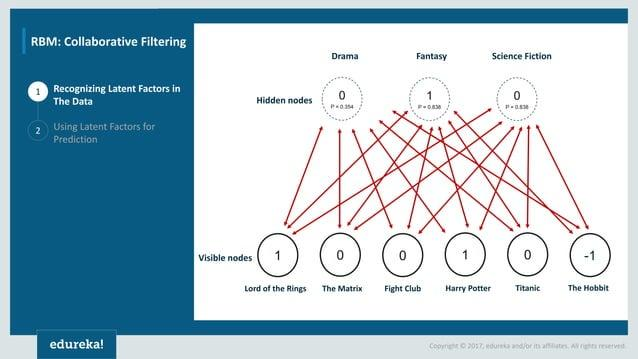 RBM: Collaborative Filtering
1
Recognizing Latent Factors in
The Data
2
Using Latent Factors for
Prediction
Drama Fantasy Science Fiction
Hidden nodes
0 1 0
P = 0.354 P = 0.838 P = 0.838
Visible nodes
1 0 0 1 0 -1
Lord of the Rings The Matrix Fight Club Harry Potter Titanic The Hobbit
edureka!
Copyright © 2017, edureka and/or its affiliates. All rights reserved.